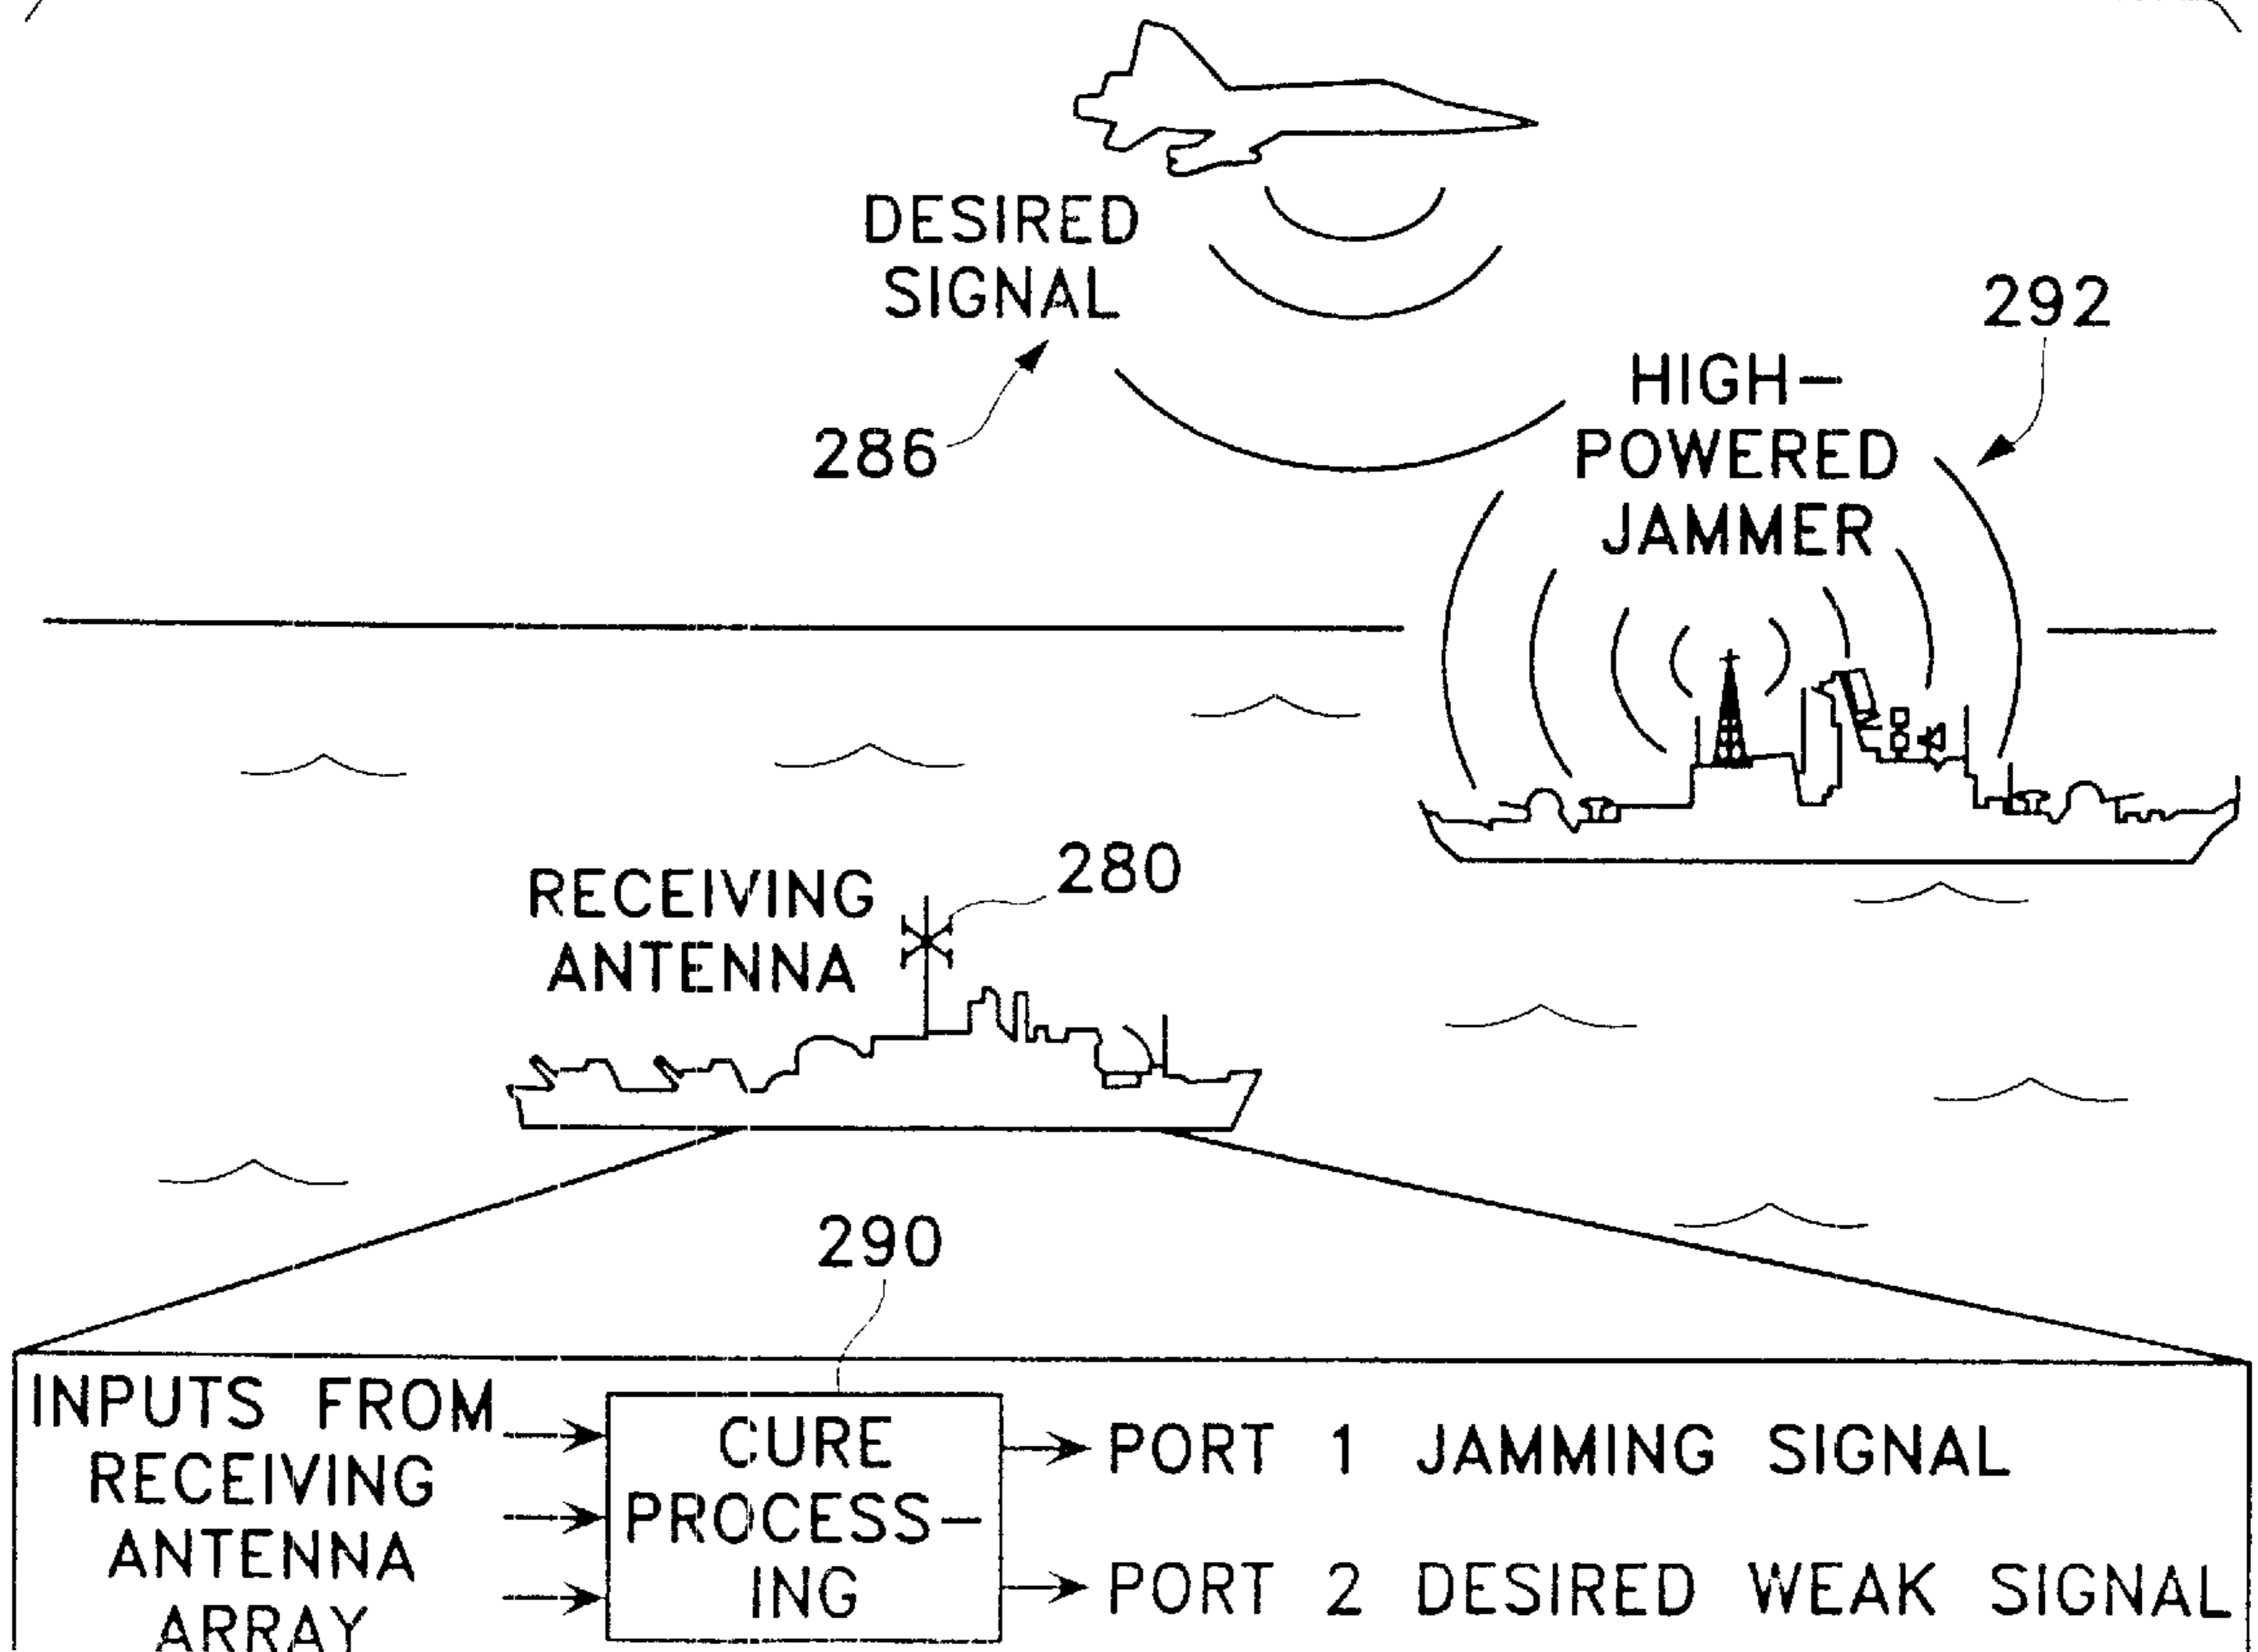 DESIRED
SIGNAL
286
292
HIGH–
POWERED
JAMMER
RECEIVING
ANTENNA
280
290
INPUTS FROM
RECEIVING
ANTENNA
ARRAY
CURE
PROCESS–
ING
PORT 1 JAMMING SIGNAL
PORT 2 DESIRED WEAK SIGNAL